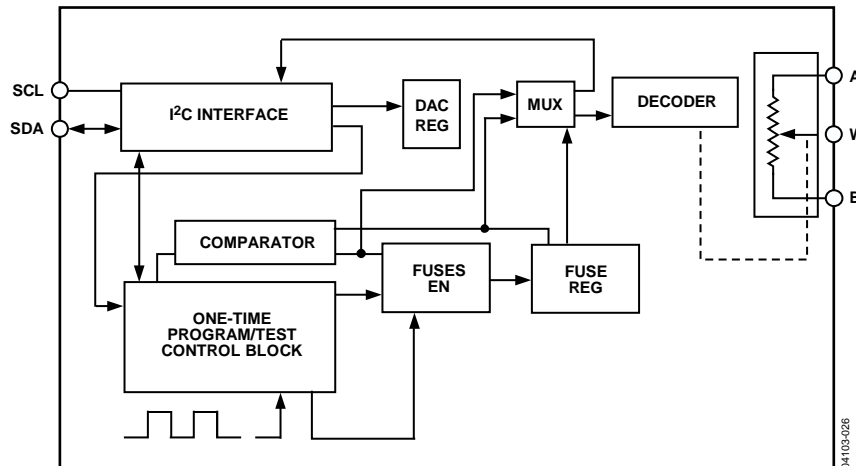 SCL
SDA
I2C INTERFACE
DAC
REG
MUX
DECODER
A
W
COMPARATOR
FUSES
EN
FUSE
REG
ONE-TIME
PROGRAM/TEST
CONTROL BLOCK
04103-026